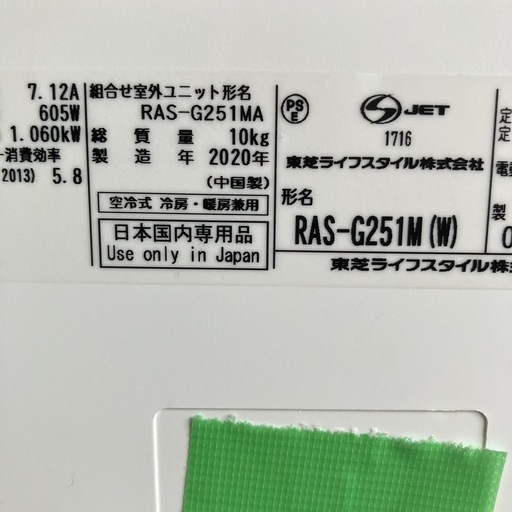 7.12A
605W
1.060kW
消費効率
2013) 5.8
組合せ室外ユニット形名
RAS-G251MA
総質量 10kg
製造年 2020年
(中国製)
空冷式 冷房・暖房兼用
日本国内専用品
Use only in Japan
PS
E
S JET
1716
東芝ライフスタイル株式会社
形名
RAS-G251M(W)
東芝ライフスタイル株式
定
定
電動
製